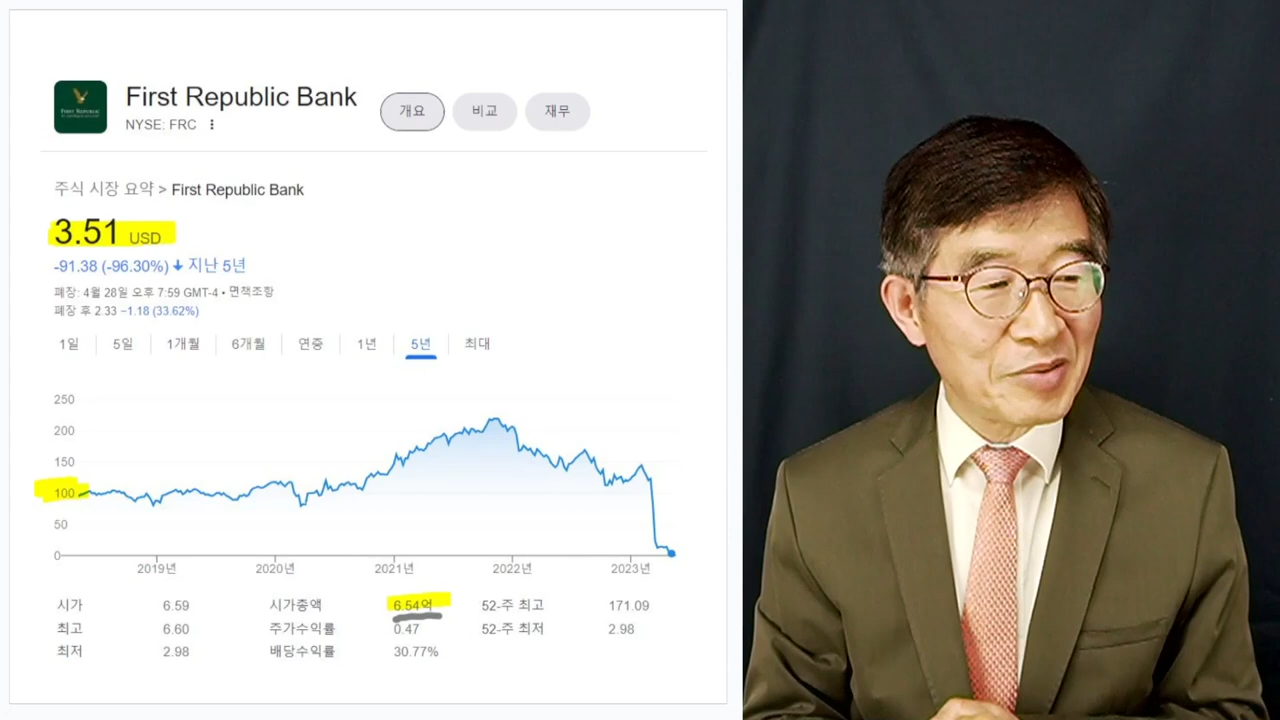 First Republic Bank
NYSE: FRC
개요 비교 재무
FIRST REPUBLIC
주식 시장 요약 > First Republic Bank
3.51 USD
-91.38 (-96.30%) ↓ 지난 5년
폐장: 4월 28일 오후 7:59 GMT-4 • 면책조항
폐장 후 2.33 −1.18 (33.62%)
1일 5일 1개월 6개월 연중 1년 5년 최대
250
200
150
100
50
0
2019년 2020년 2021년 2022년 2023년
시가 6.59 시가총액 6.54억 52-주 최고 171.09
최고 6.60 주가수익률 0.47 52-주 최저 2.98
최저 2.98 배당수익률 30.77%